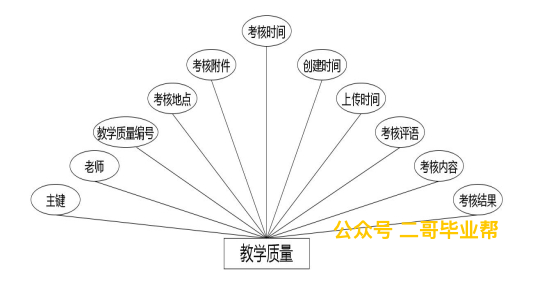 考核时间
考核附件
创建时间
考核地点
上传时间
教学质量编号
考核评语
老师
考核内容
主键
考核结果
公众号 二哥毕业帮
教学质量